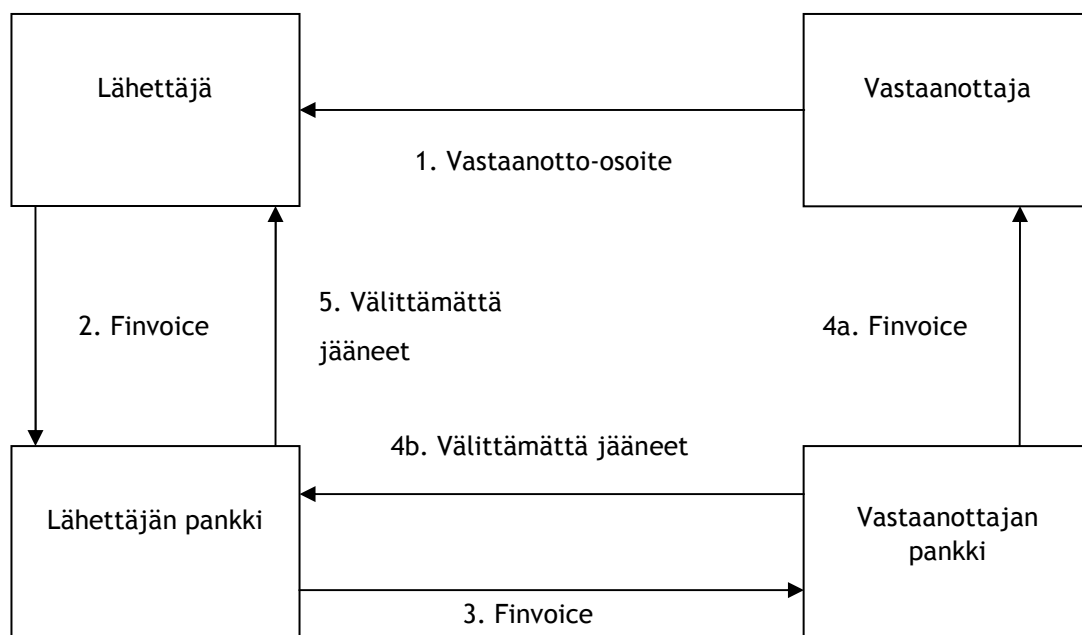 Lähettäjä
Vastaanottaja
1. Vastaanotto-osoite
2. Finvoice
5. Välittämättä
jääneet
4a. Finvoice
4b. Välittämättä jääneet
Lähettäjän pankki
Vastaanottajan
pankki
3. Finvoice